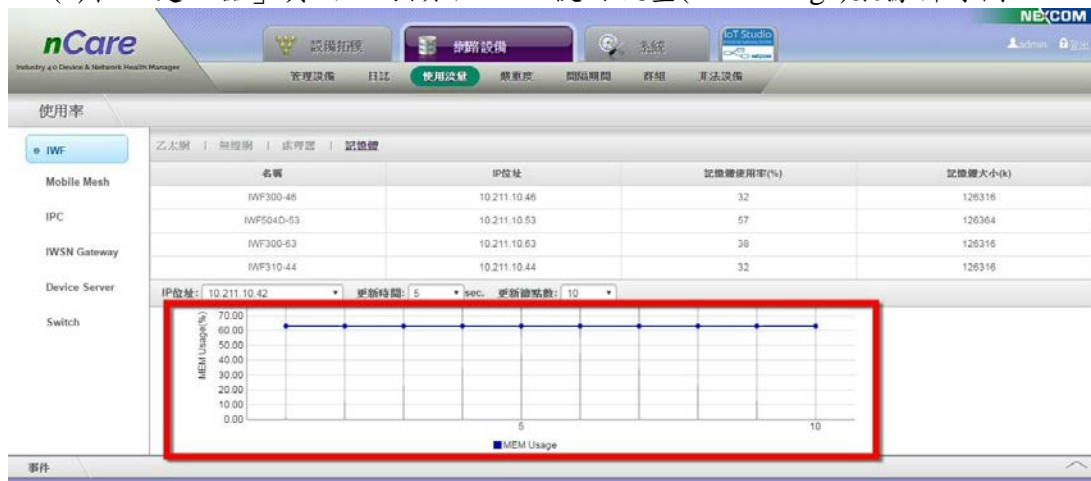 NEXCOM
nCare
Industry 4.0 Device & Network Health Manager
設備拓樸
網路設備
系統
IoT Studio
admin
登出
管理設備 日誌 使用流量 嚴重度 間隔期間 群組 非法設備
使用率
IWF
Mobile Mesh
IPC
IWSN Gateway
Device Server
Switch
乙太網 | 無線網 | 處理器 | 記憶體
名稱 IP位址 記憶體使用率(%) 記憶體大小(k)
IWF300-46 10.211.10.46 32 126316
IWF504D-53 10.211.10.53 57 126364
IWF300-63 10.211.10.63 38 126316
IWF310-44 10.211.10.44 32 126316
IP位址: 10.211.10.42 更新時間: 5 sec. 更新節點數: 10
MEM Usage(%)
70.00
60.00
50.00
40.00
30.00
20.00
10.00
0.00
5 10
MEM Usage
事件